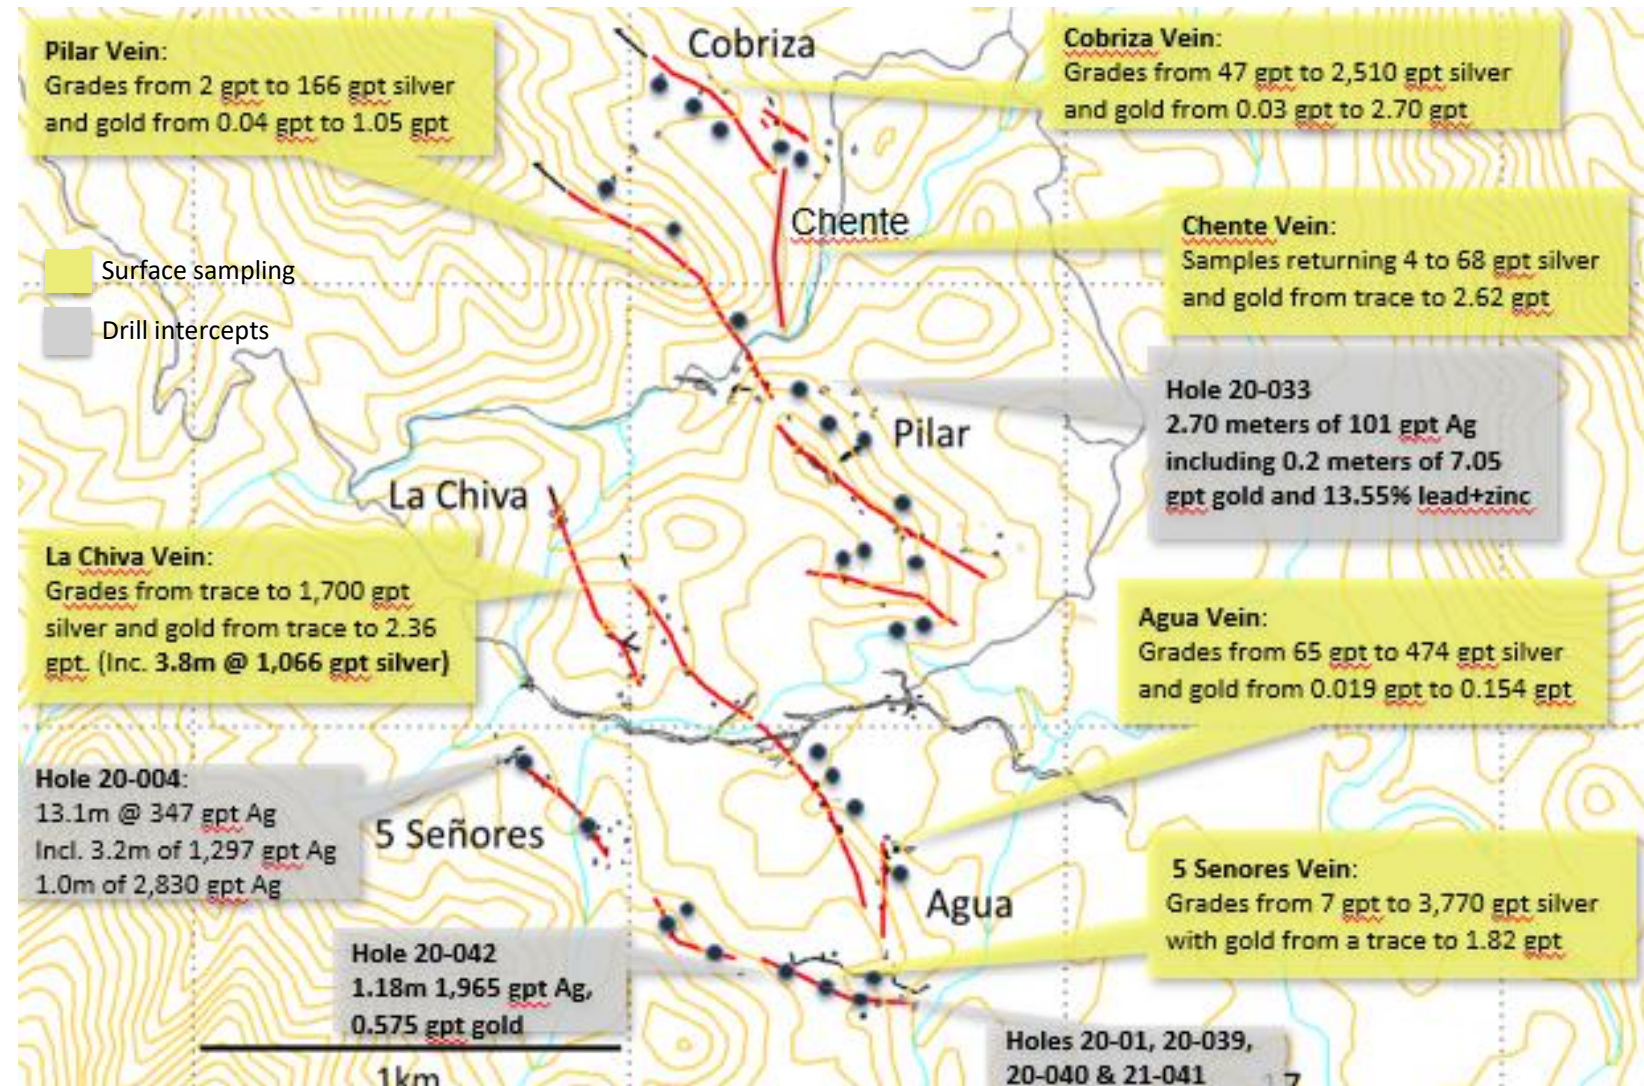 Cobriza
Pilar Vein:
Grades from 2 gpt to 166 gpt silver
and gold from 0.04 gpt to 1.05 gpt
Cobriza Vein:
Grades from 47 gpt to 2,510 gpt silver
and gold from 0.03 gpt to 2.70 gpt
Chente
Chente Vein:
Samples returning 4 to 68 gpt silver
and gold from trace to 2.62 gpt
Surface sampling
Drill intercepts
Hole 20-033
2.70 meters of 101 gpt Ag
including 0.2 meters of 7.05
gpt gold and 13.55% lead+zinc
Pilar
La Chiva
La Chiva Vein:
Grades from trace to 1,700 gpt
silver and gold from trace to 2.36
gpt. (Inc. 3.8m @ 1,066 gpt silver)
Agua Vein:
Grades from 65 gpt to 474 gpt silver
and gold from 0.019 gpt to 0.154 gpt
Hole 20-004:
13.1m @ 347 gpt Ag
Incl. 3.2m of 1,297 gpt Ag
1.0m of 2,830 gpt Ag
5 Señores
Agua
5 Senores Vein:
Grades from 7 gpt to 3,770 gpt silver
with gold from a trace to 1.82 gpt
Hole 20-042
1.18m 1,965 gpt Ag,
0.575 gpt gold
1km
Holes 20-01, 20-039,
20-040 & 21-041